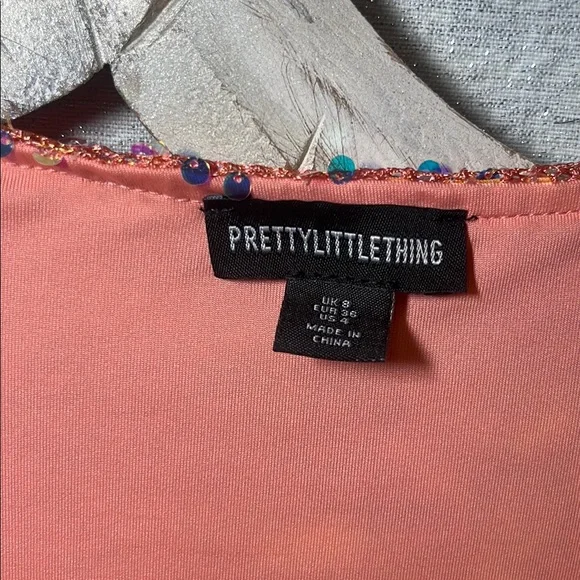 PRETTYLITTLETHING
UK 8
EUR 36
US 4
MADE IN
CHINA